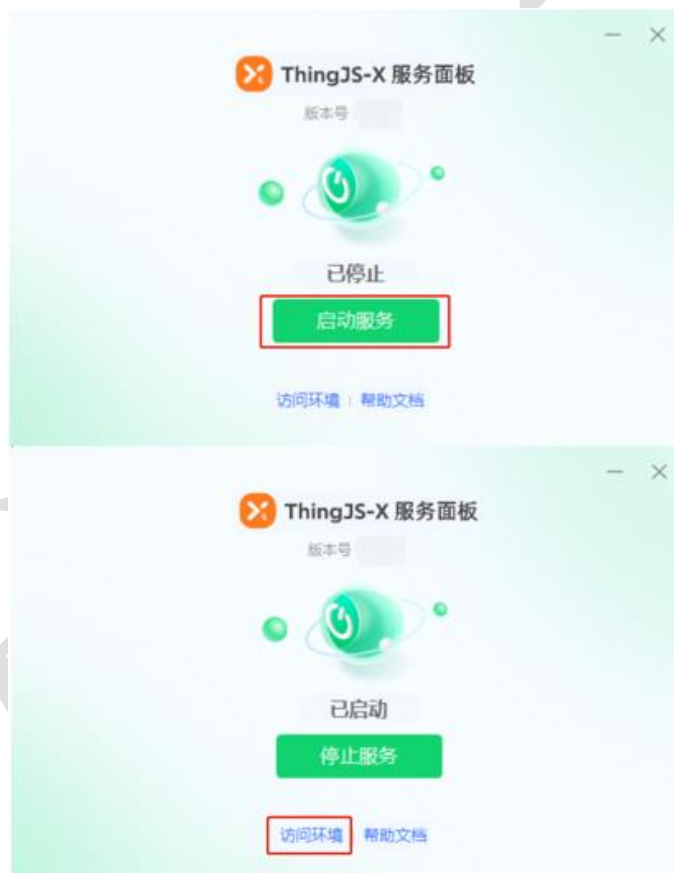 ThingJS-X 服务面板
版本号
已停止
启动服务
访问环境 | 帮助文档
ThingJS-X 服务面板
版本号
已启动
停止服务
访问环境 帮助文档